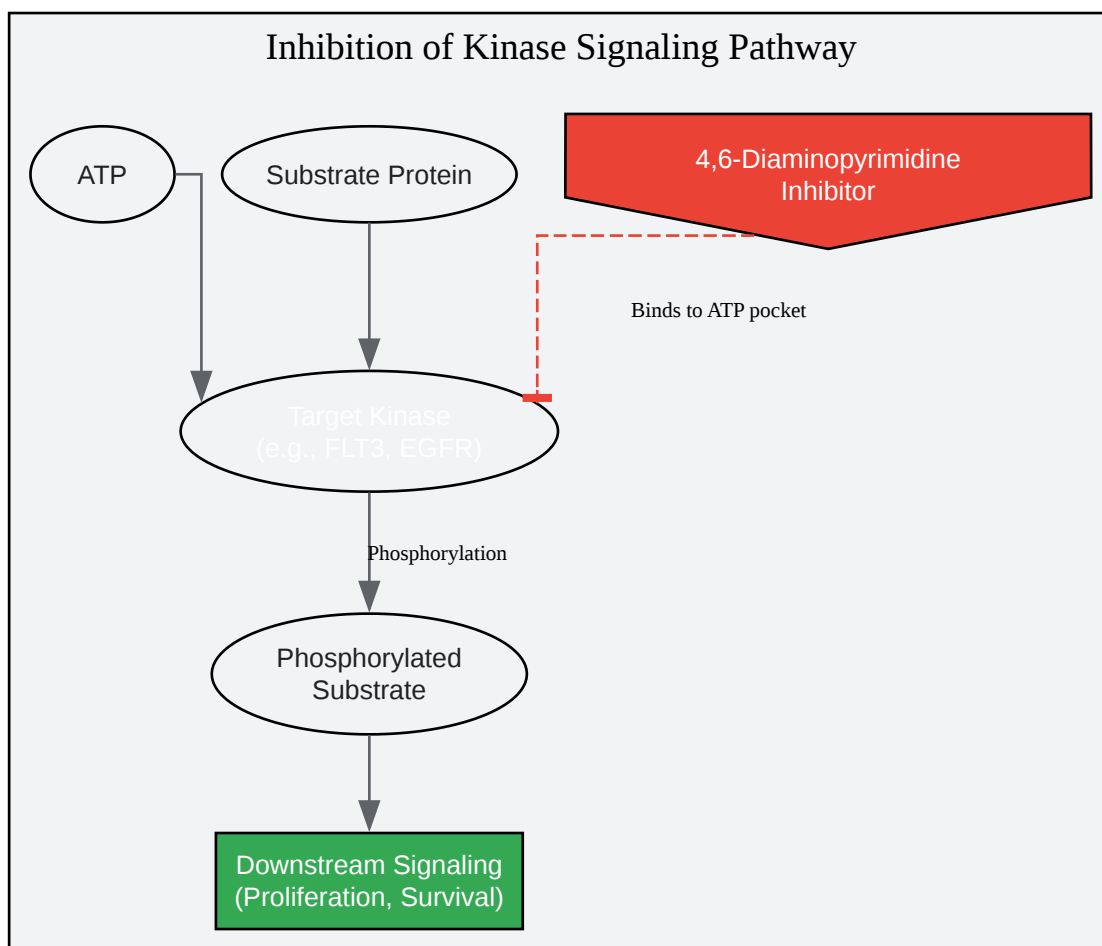 Inhibition of Kinase Signaling Pathway
ATP
Substrate Protein
4,6-Diaminopyrimidine
Inhibitor
Binds to ATP pocket
Target Kinase
(e.g., FLT3, EGFR)
Phosphorylation
Phosphorylated
Substrate
Downstream Signaling
(Proliferation, Survival)